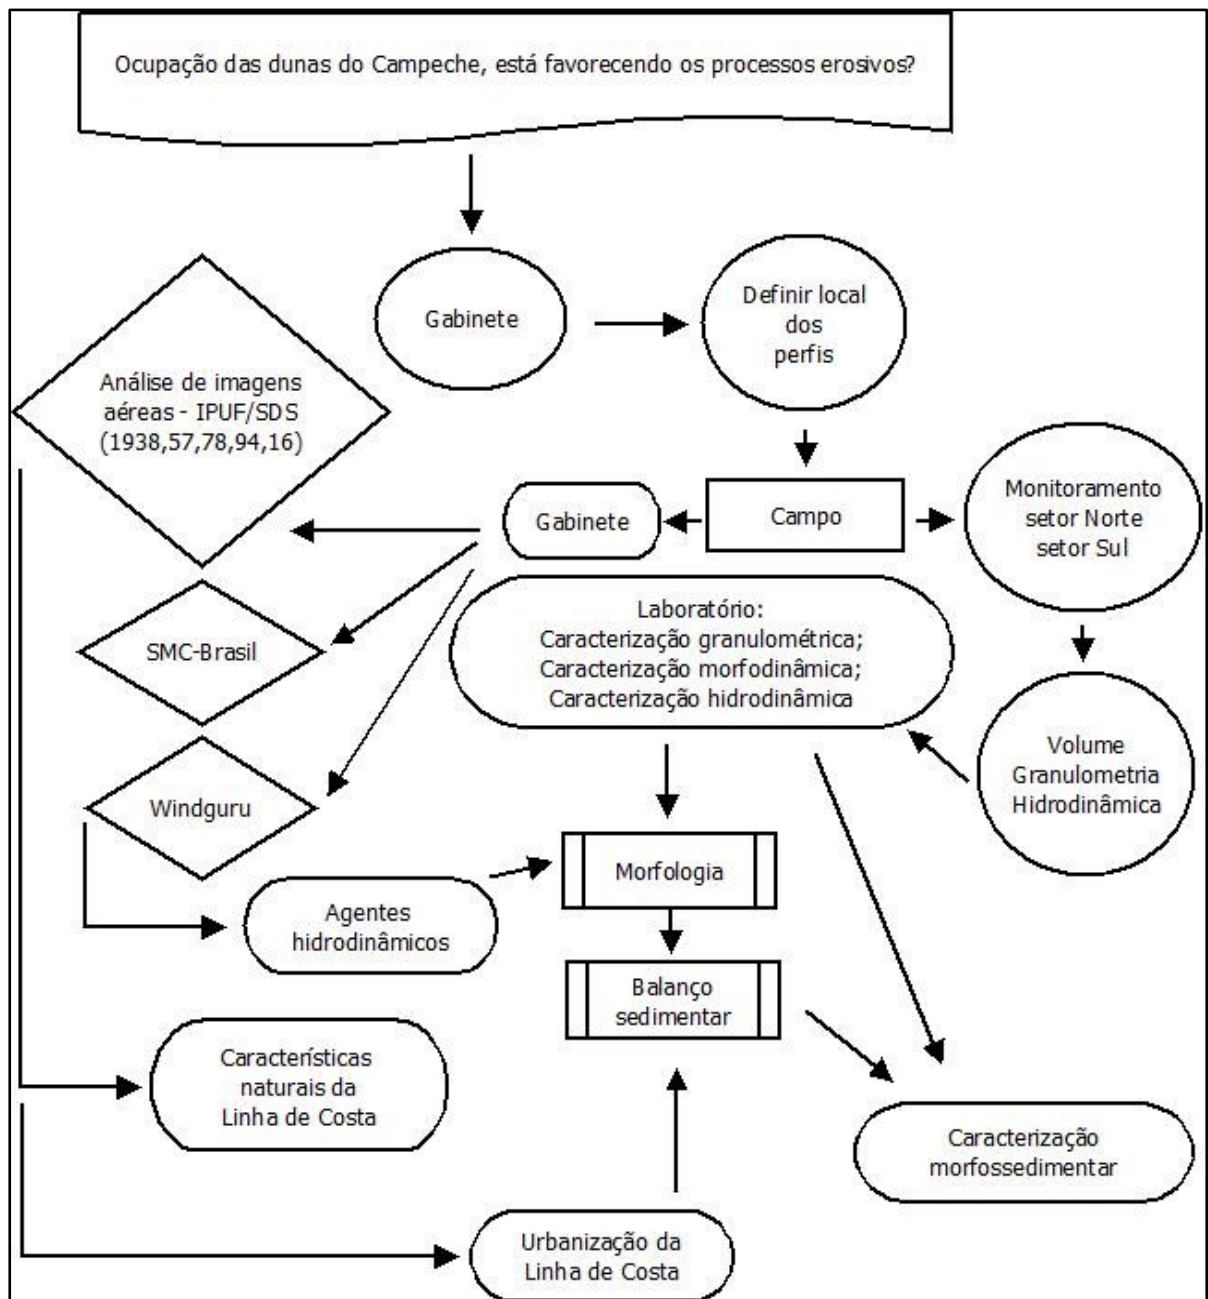 Ocupação das dunas do Campeche, está favorecendo os processos erosivos?
Gabinete
Definir local
dos
perfis
Análise de imagens
aéreas - IPUF/SDS
(1938,57,78,94,16)
Gabinete
Campo
Monitoramento
setor Norte
setor Sul
SMC-Brasil
Laboratório:
Caracterização granulométrica;
Caracterização morfodinâmica;
Caracterização hidrodinâmica
Volume
Granulometria
Hidrodinâmica
Windguru
Morfologia
Agentes
hidrodinâmicos
Balanço
sedimentar
Características
naturais da
Linha de Costa
Caracterização
morfossedimentar
Urbanização da
Linha de Costa